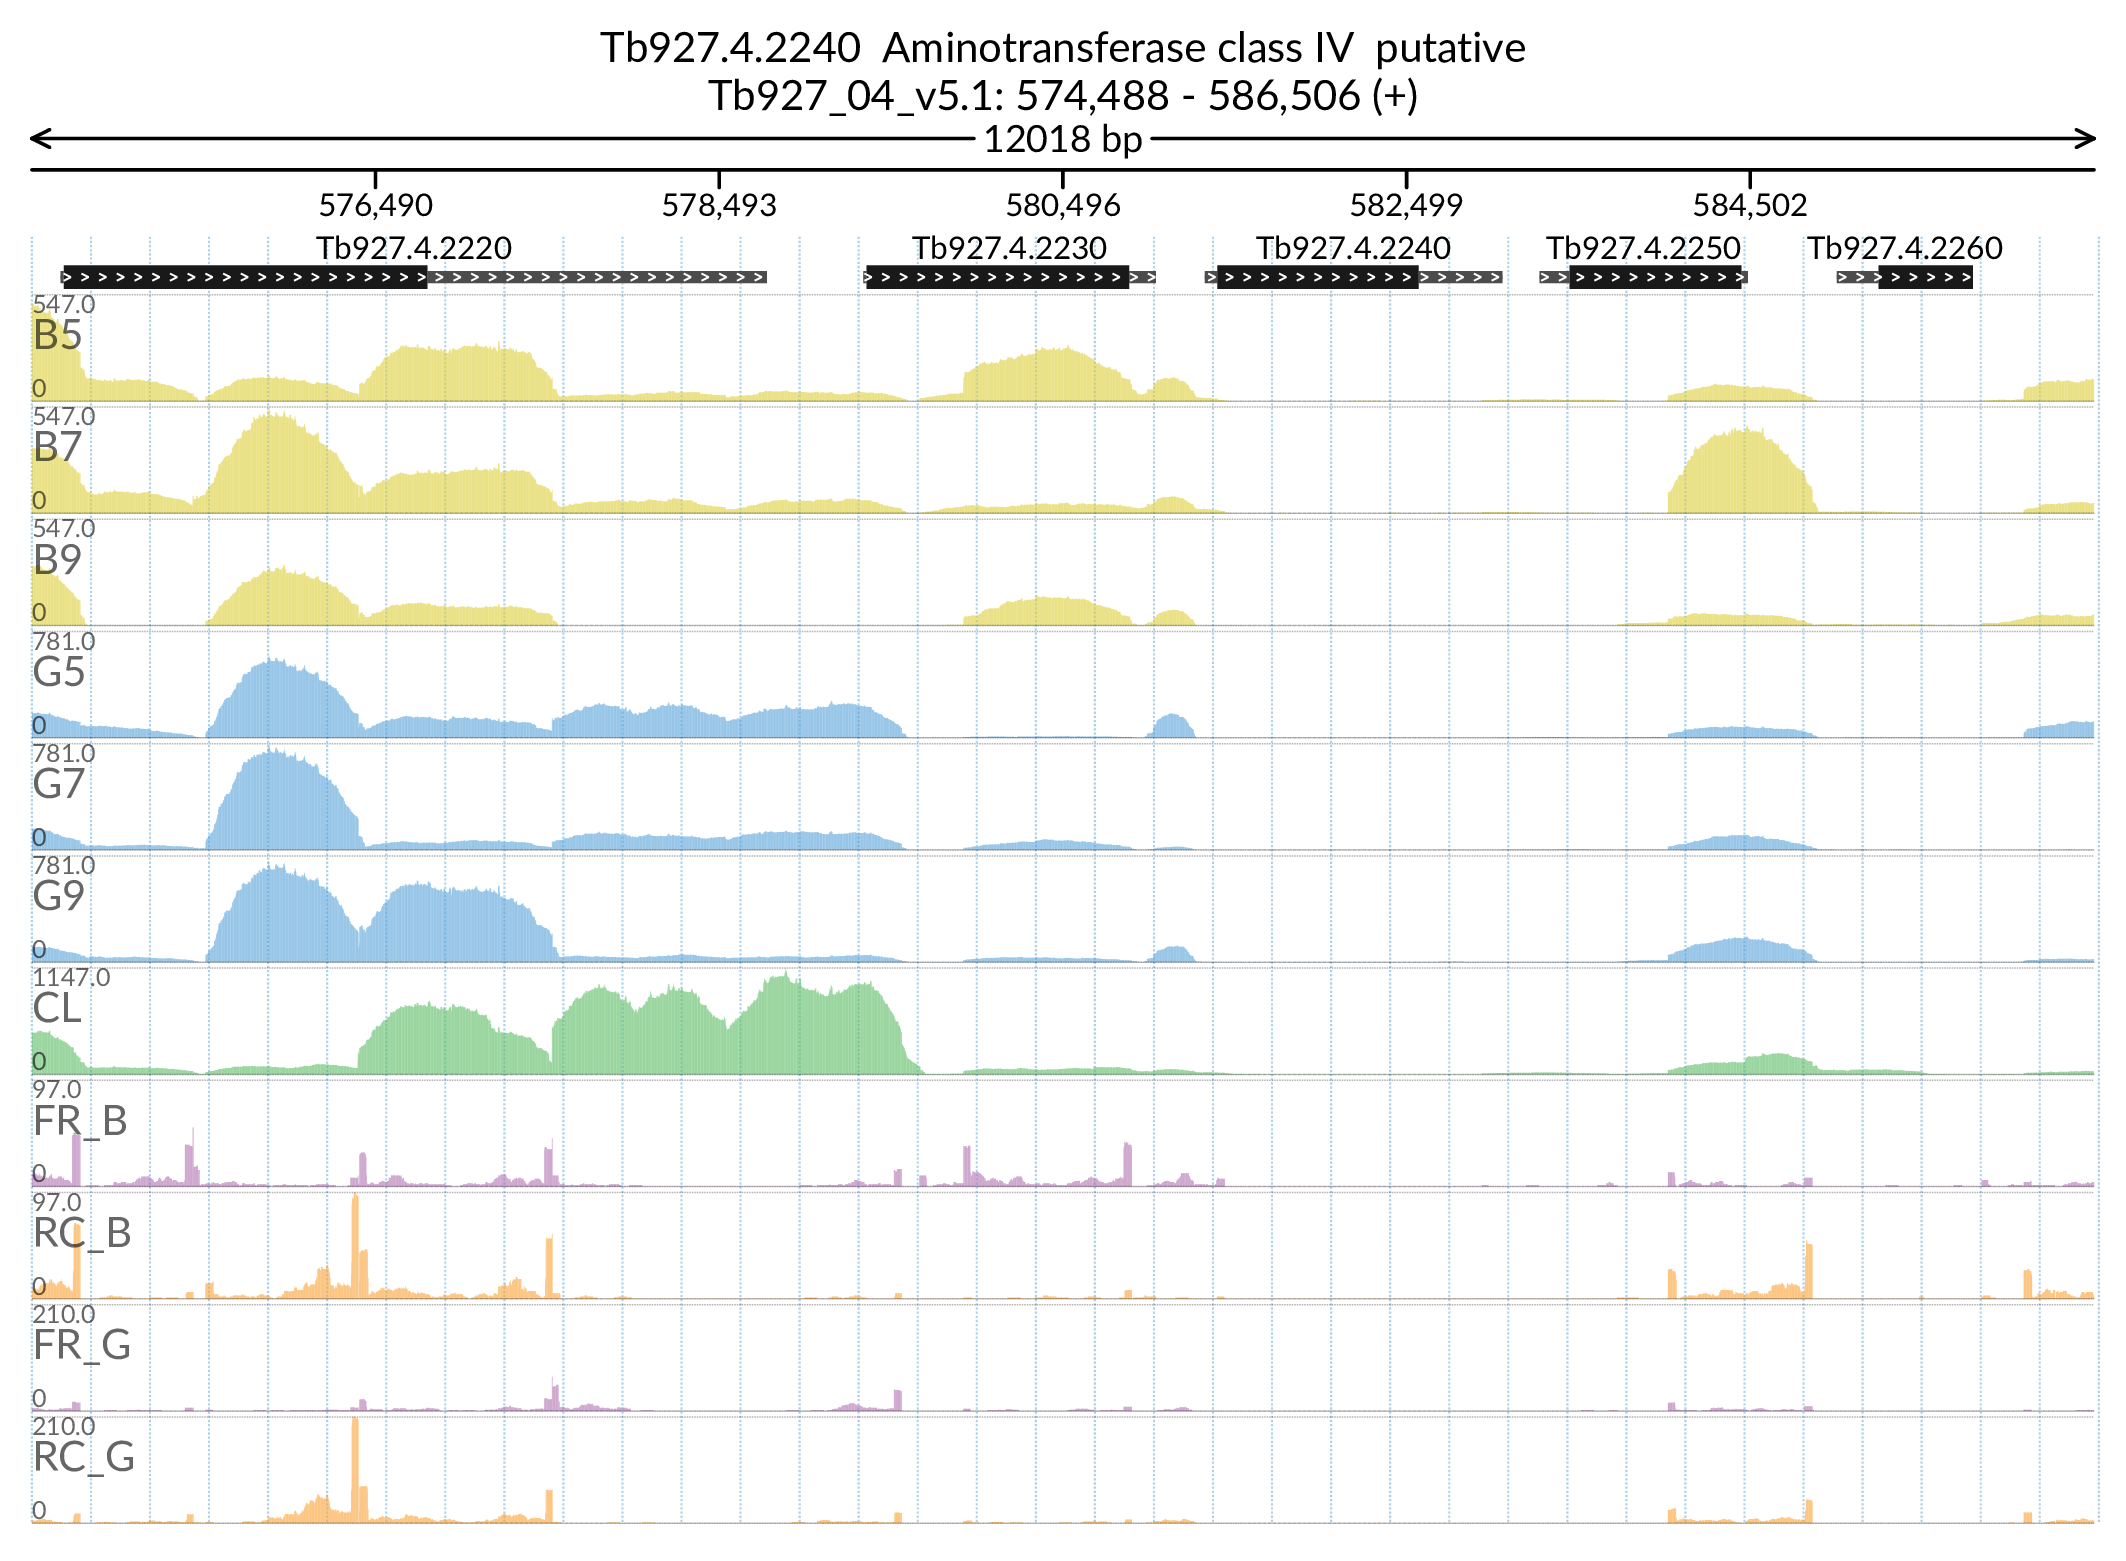 Tb927.4.2240  Aminotransferase class IV  putative
Tb927_04_v5.1: 574,488 - 586,506 (+)
12018 bp
576,490 578,493 580,496 582,499 584,502
Tb927.4.2220 Tb927.4.2230 Tb927.4.2240 Tb927.4.2250 Tb927.4.2260
547.0
B5
0
547.0
B7
0
547.0
B9
0
781.0
G5
0
781.0
G7
0
781.0
G9
0
1147.0
CL
0
97.0
FR_B
0
97.0
RC_B
0
210.0
FR_G
0
210.0
RC_G
0